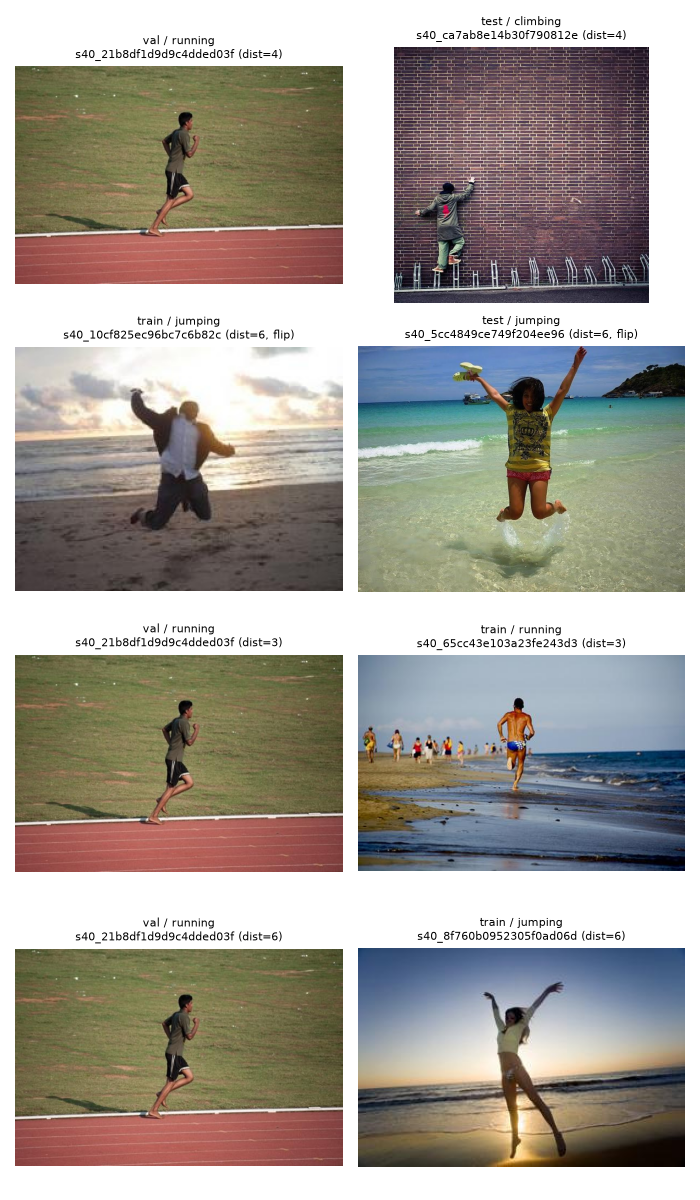 val / running
s40_21b8df1d9d9c4dded03f (dist=4)
test / climbing
s40_ca7ab8e14b30f790812e (dist=4)
train / jumping
s40_10cf825ec96bc7c6b82c (dist=6, flip)
test / jumping
s40_5cc4849ce749f204ee96 (dist=6, flip)
val / running
s40_21b8df1d9d9c4dded03f (dist=3)
train / running
s40_65cc43e103a23fe243d3 (dist=3)
val / running
s40_21b8df1d9d9c4dded03f (dist=6)
train / jumping
s40_8f760b0952305f0ad06d (dist=6)